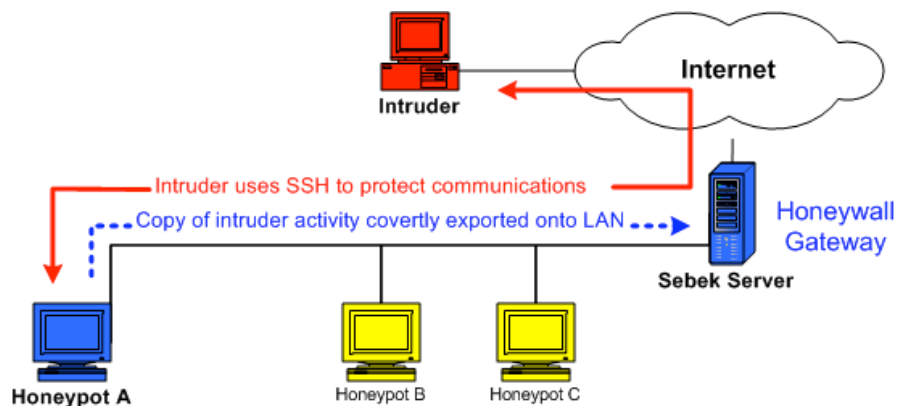 Internet
Intruder
Intruder uses SSH to protect communications
Copy of intruder activity covertly exported onto LAN
Honeywall
Gateway
Sebek Server
Honeypot A
Honeypot B
Honeypot C